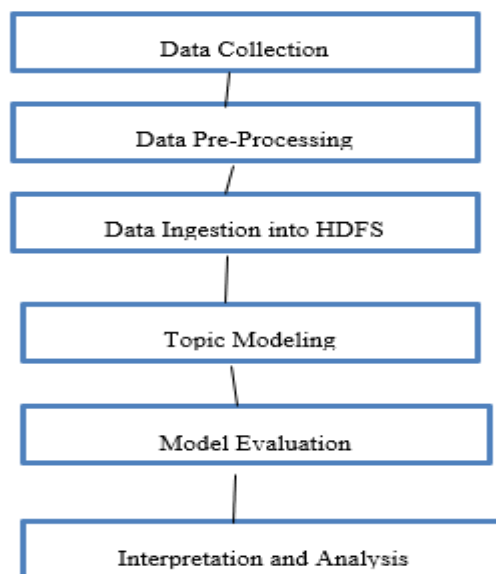 Data Collection
Data Pre-Processing
Data Ingestion into HDFS
Topic Modeling
Model Evaluation
Interpretation and Analysis